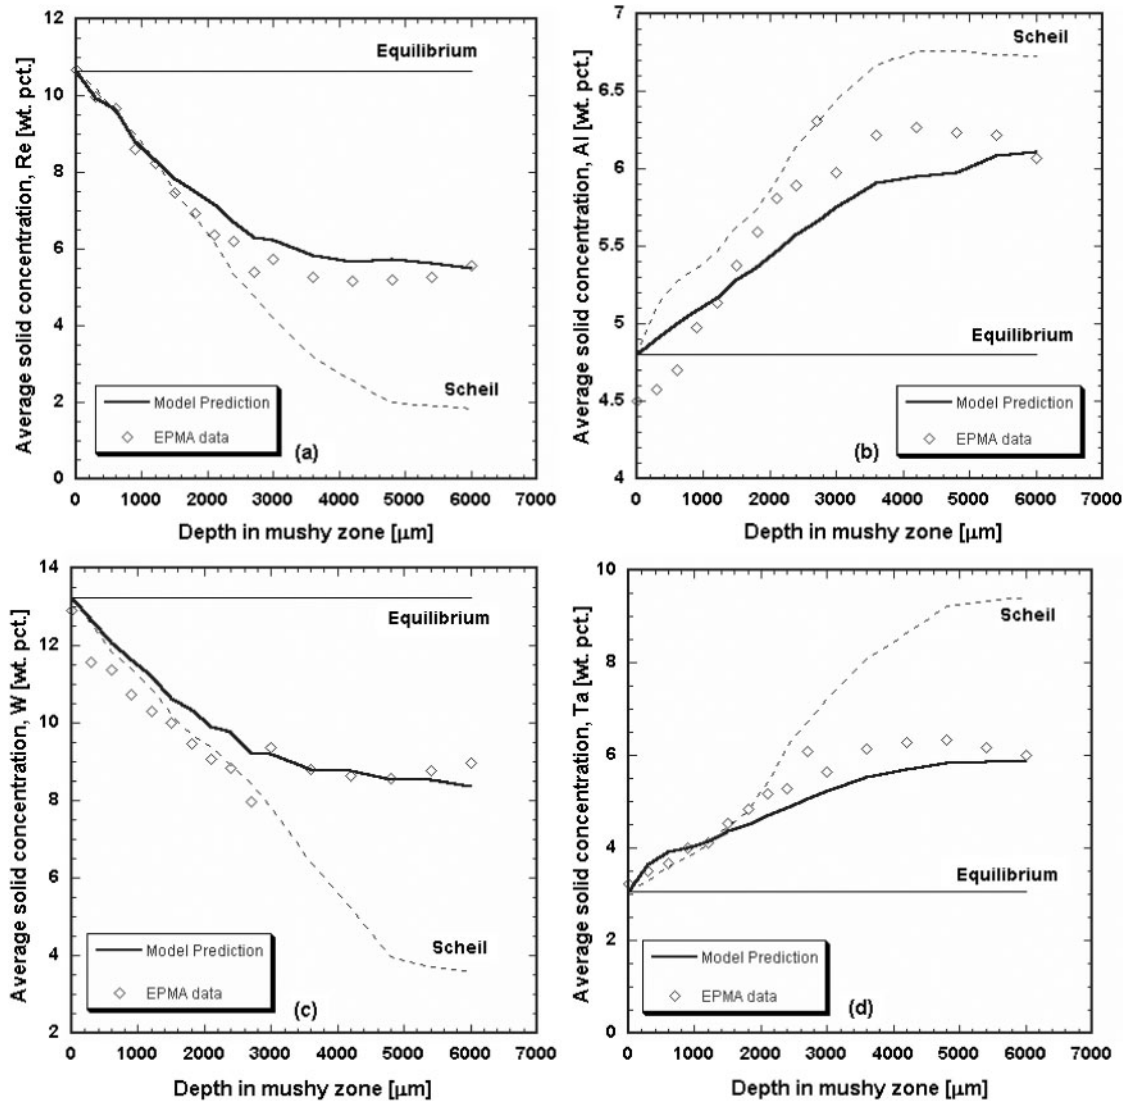 12
10
8
6
4
2
0
Average solid concentration, Re [wt. pct.]
Equilibrium
Scheil
Model Prediction
EPMA data
(a)
0 1000 2000 3000 4000 5000 6000 7000
Depth in mushy zone [μm]
7
6.5
6
5.5
5
4.5
4
Average solid concentration, Al [wt. pct.]
Scheil
Equilibrium
Model Prediction
EPMA data
(b)
0 1000 2000 3000 4000 5000 6000 7000
Depth in mushy zone [μm]
14
12
10
8
6
4
2
Average solid concentration, W [wt. pct.]
Equilibrium
Scheil
Model Prediction
EPMA data
(c)
0 1000 2000 3000 4000 5000 6000 7000
Depth in mushy zone [μm]
10
8
6
4
2
0
Average solid concentration, Ta [wt. pct.]
Scheil
Equilibrium
Model Prediction
EPMA data
(d)
0 1000 2000 3000 4000 5000 6000 7000
Depth in mushy zone [μm]